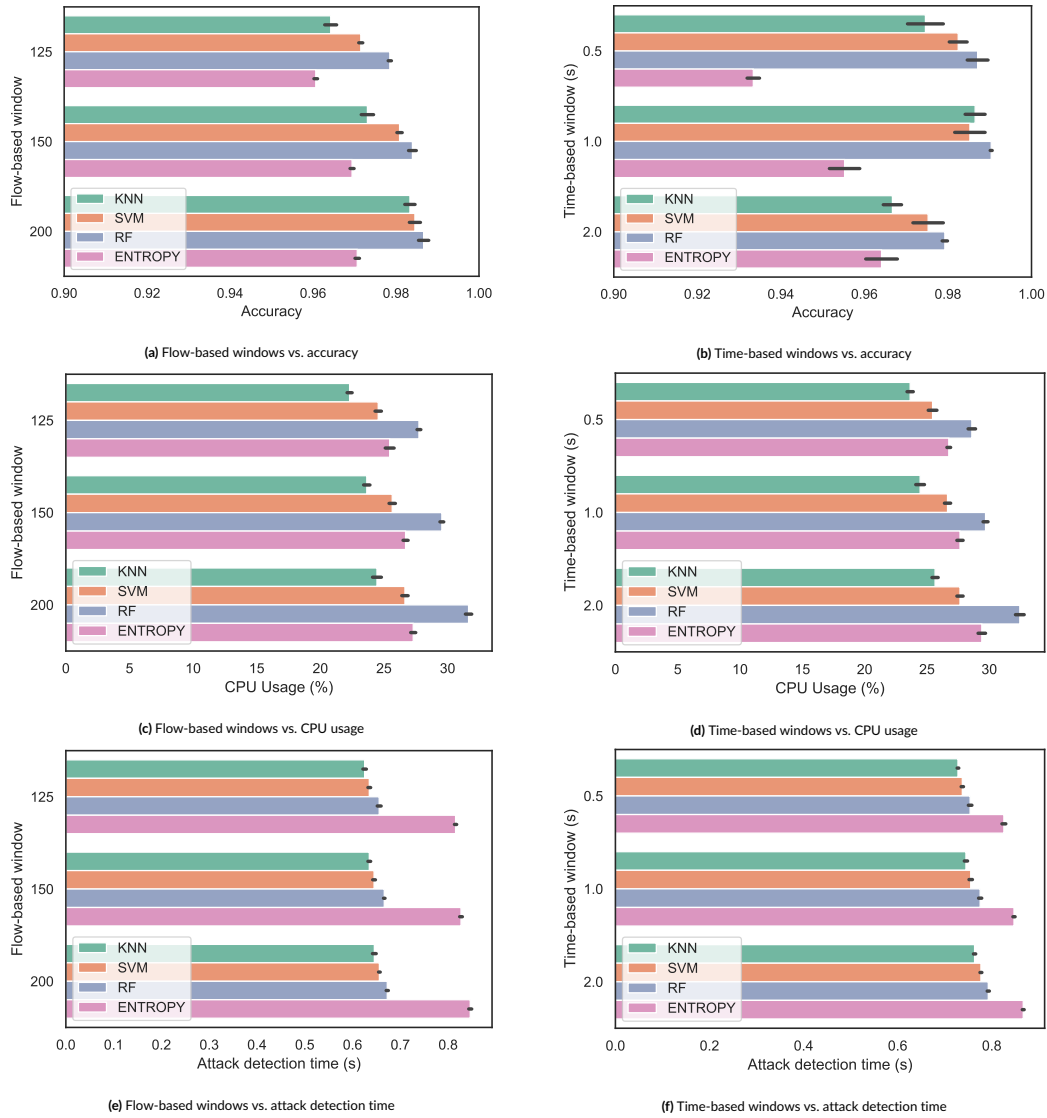 125
150
200
Flow-based window
KNN
SVM
RF
ENTROPY
0.90 0.92 0.94 0.96 0.98 1.00
Accuracy
(a) Flow-based windows vs. accuracy
0.5
1.0
2.0
Time-based window (s)
KNN
SVM
RF
ENTROPY
0.90 0.92 0.94 0.96 0.98 1.00
Accuracy
(b) Time-based windows vs. accuracy
125
150
200
Flow-based window
KNN
SVM
RF
ENTROPY
0 5 10 15 20 25 30
CPU Usage (%)
(c) Flow-based windows vs. CPU usage
0.5
1.0
2.0
Time-based window (s)
KNN
SVM
RF
ENTROPY
0 5 10 15 20 25 30
CPU Usage (%)
(d) Time-based windows vs. CPU usage
125
150
200
Flow-based window
KNN
SVM
RF
ENTROPY
0.0 0.1 0.2 0.3 0.4 0.5 0.6 0.7 0.8
Attack detection time (s)
(e) Flow-based windows vs. attack detection time
0.5
1.0
2.0
Time-based window (s)
KNN
SVM
RF
ENTROPY
0.0 0.2 0.4 0.6 0.8
Attack detection time (s)
(f) Time-based windows vs. attack detection time